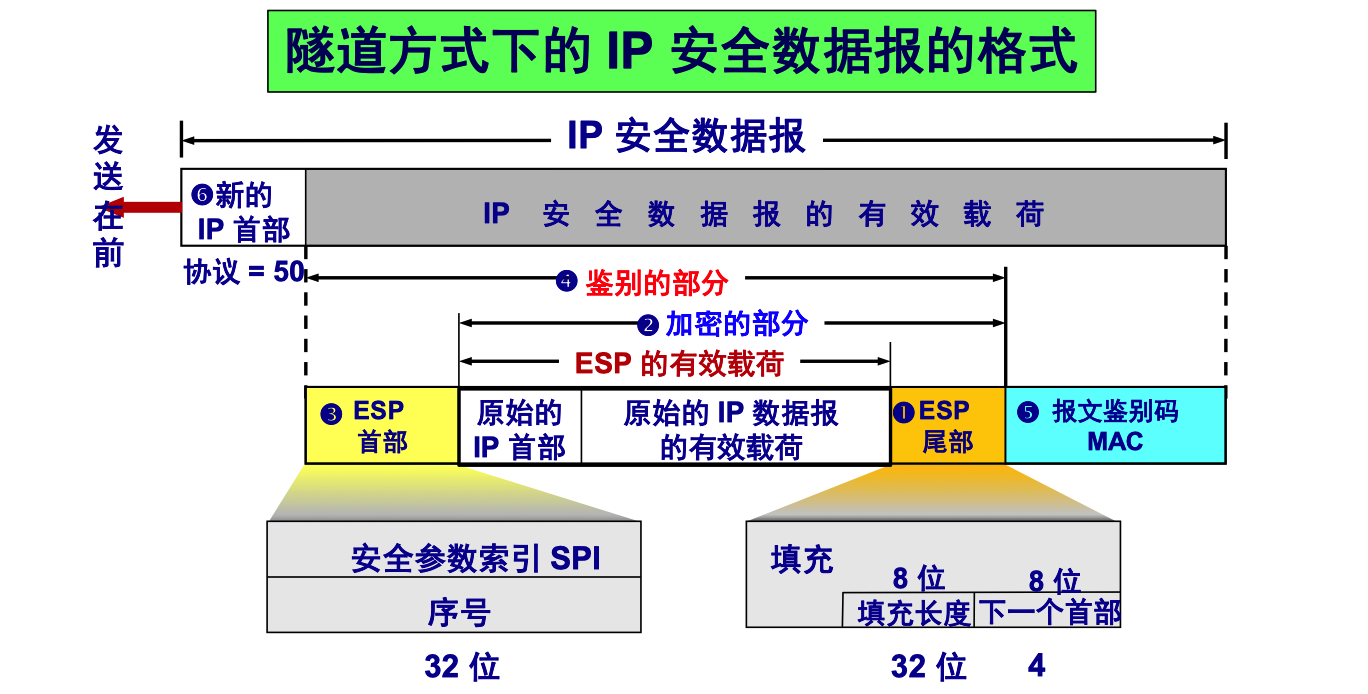 隧道方式下的 IP 安全数据报的格式
IP 安全数据报
发送在前
❻新的
IP 首部
IP 安全数据报的有效载荷
协议 = 50
❹ 鉴别的部分
❷ 加密的部分
ESP 的有效载荷
❸ ESP
首部
原始的
IP 首部
原始的 IP 数据报
的有效载荷
❶ESP
尾部
❺ 报文鉴别码
MAC
安全参数索引 SPI
序号
32 位
填充
8 位
8 位
填充长度
下一个首部
32 位
4